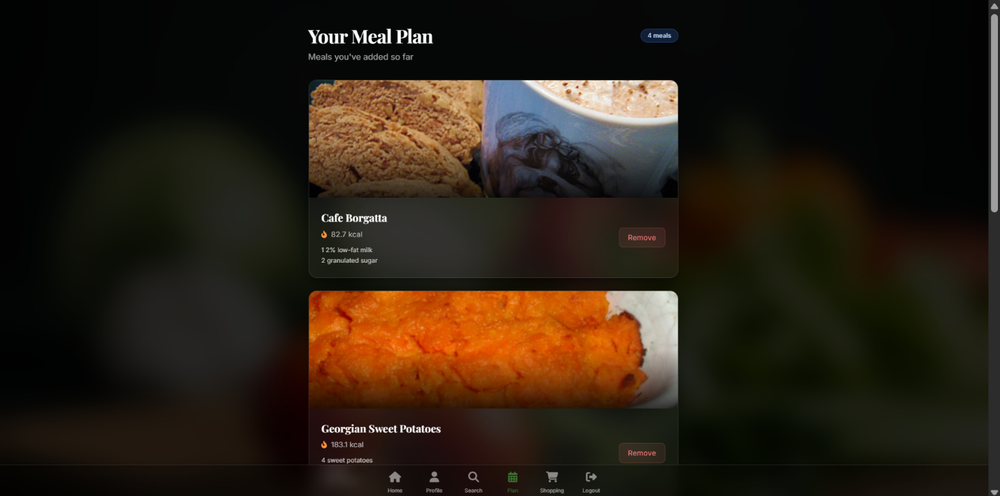 Your Meal Plan
4 meals
Meals you've added so far
Cafe Borgatta
82.7 kcal
1 2% low-fat milk
2 granulated sugar
Remove
Georgian Sweet Potatoes
183.1 kcal
4 sweet potatoes
Remove
Home
Profile
Search
Plan
Shopping
Logout